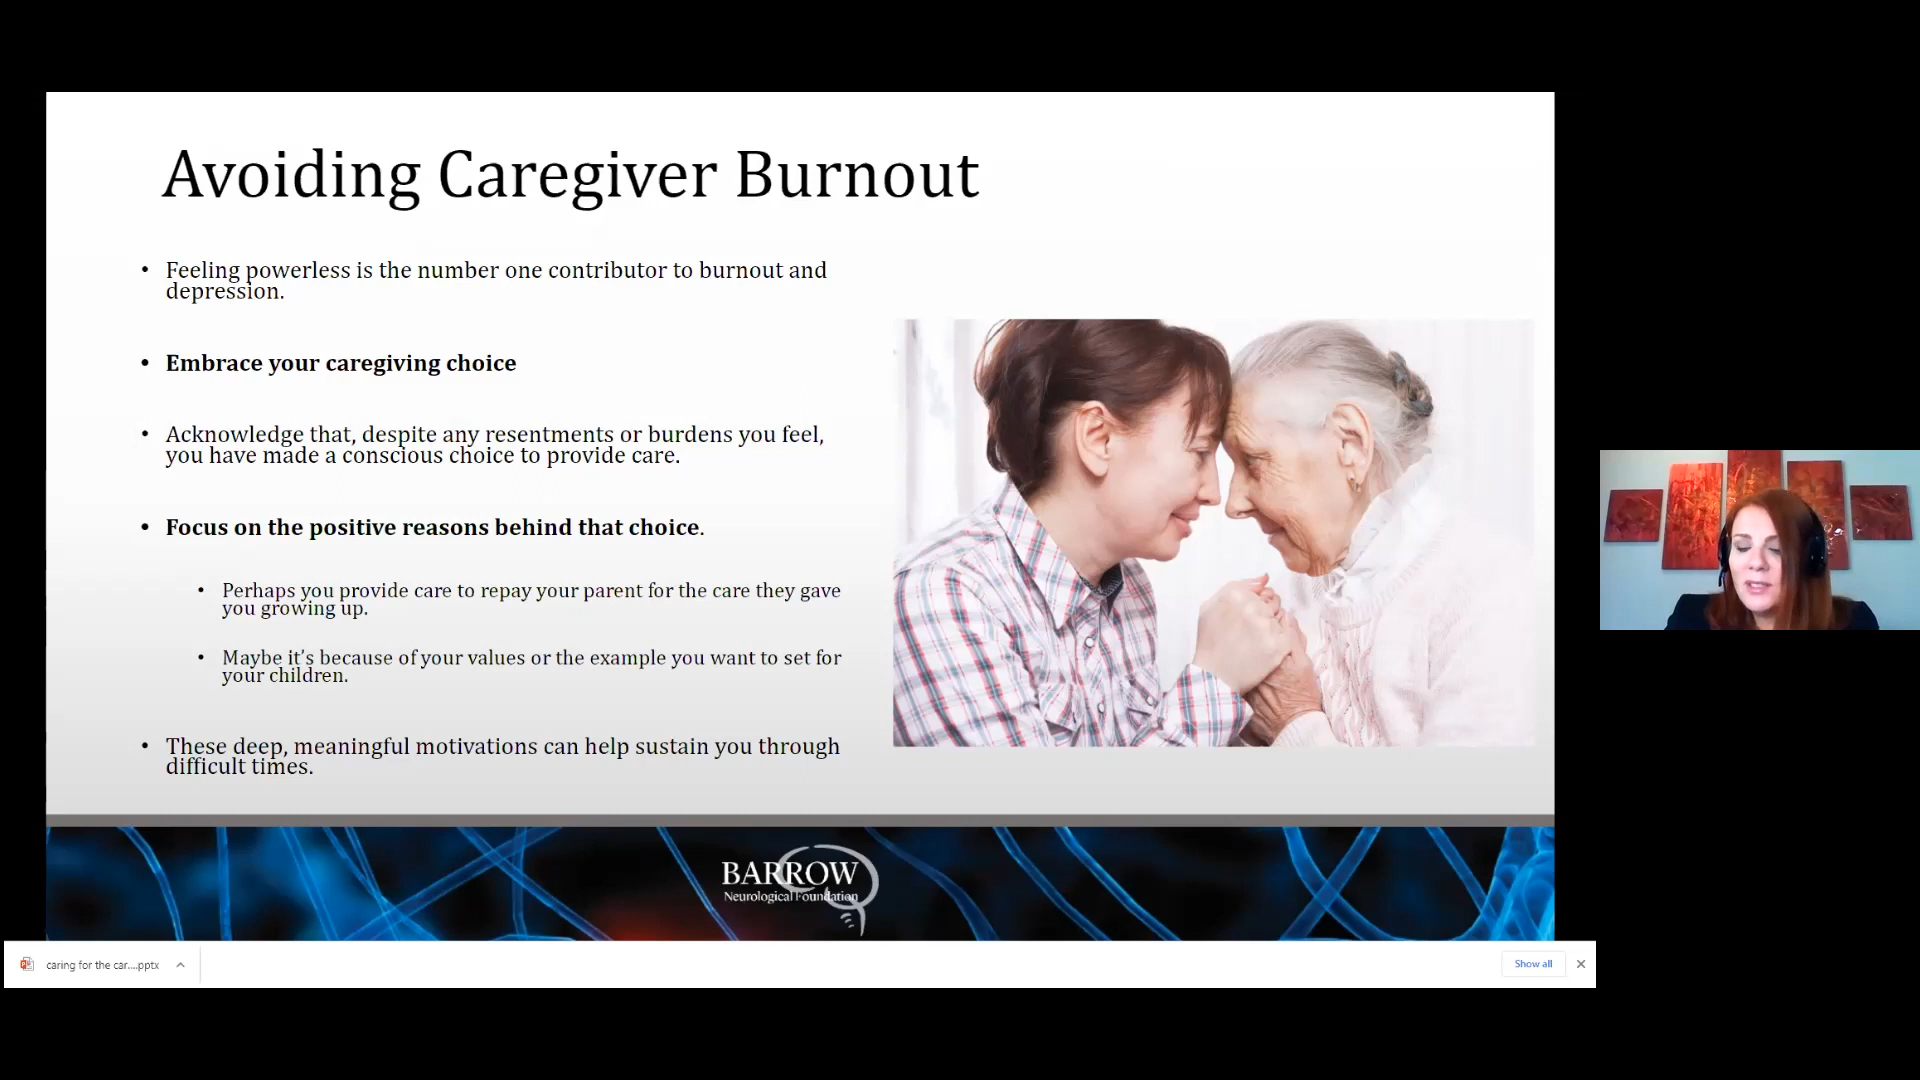 Avoiding Caregiver Burnout
• Feeling powerless is the number one contributor to burnout and
depression.
• Embrace your caregiving choice
• Acknowledge that, despite any resentments or burdens you feel,
you have made a conscious choice to provide care.
• Focus on the positive reasons behind that choice.
• Perhaps you provide care to repay your parent for the care they gave
you growing up.
• Maybe it’s because of your values or the example you want to set for
your children.
• These deep, meaningful motivations can help sustain you through
difficult times.
BARROW
Neurological Foundation
caring for the car....pptx
Show all